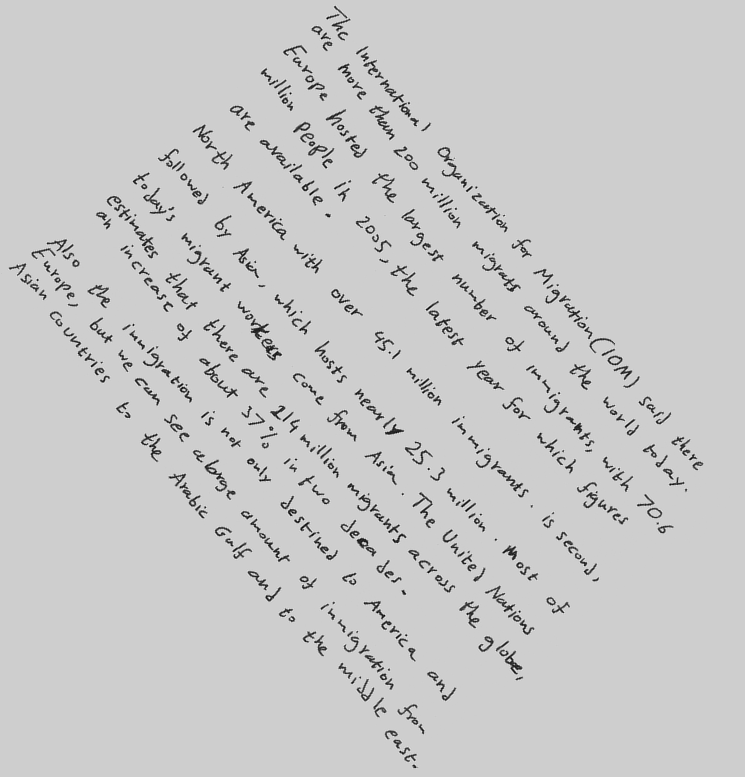 The International Organization for Migration (IOM) said there
are more than 200 million migrats around the world today.
Europe hosted the largest number of immigrants, with 70.6
million people in 2005, the latest year for which figures
are available.
North America with over 45.1 million immigrants. is second,
followed by Asia, which hosts nearly 25.3 million. Most of
today's migrant workers come from Asia. The United Nations
estimates that there are 214 million migrants across the globe,
an increase of about 37% in two decades.
Also the immigration is not only destined to America and
Europe, but we can see a large amount of immigration from
Asian countries to the Arabic Gulf and to the middle east.